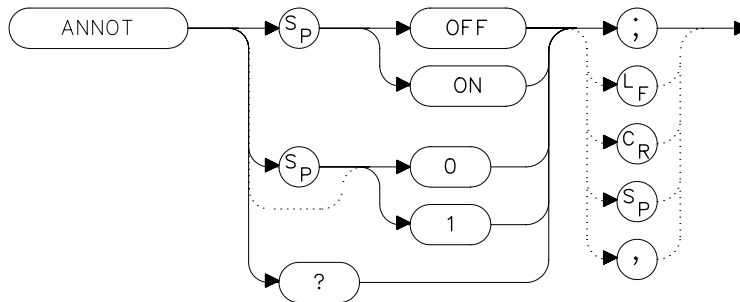 ANNOT SP OFF ;
ON LF
CR
SP 0
SP
1
? ,